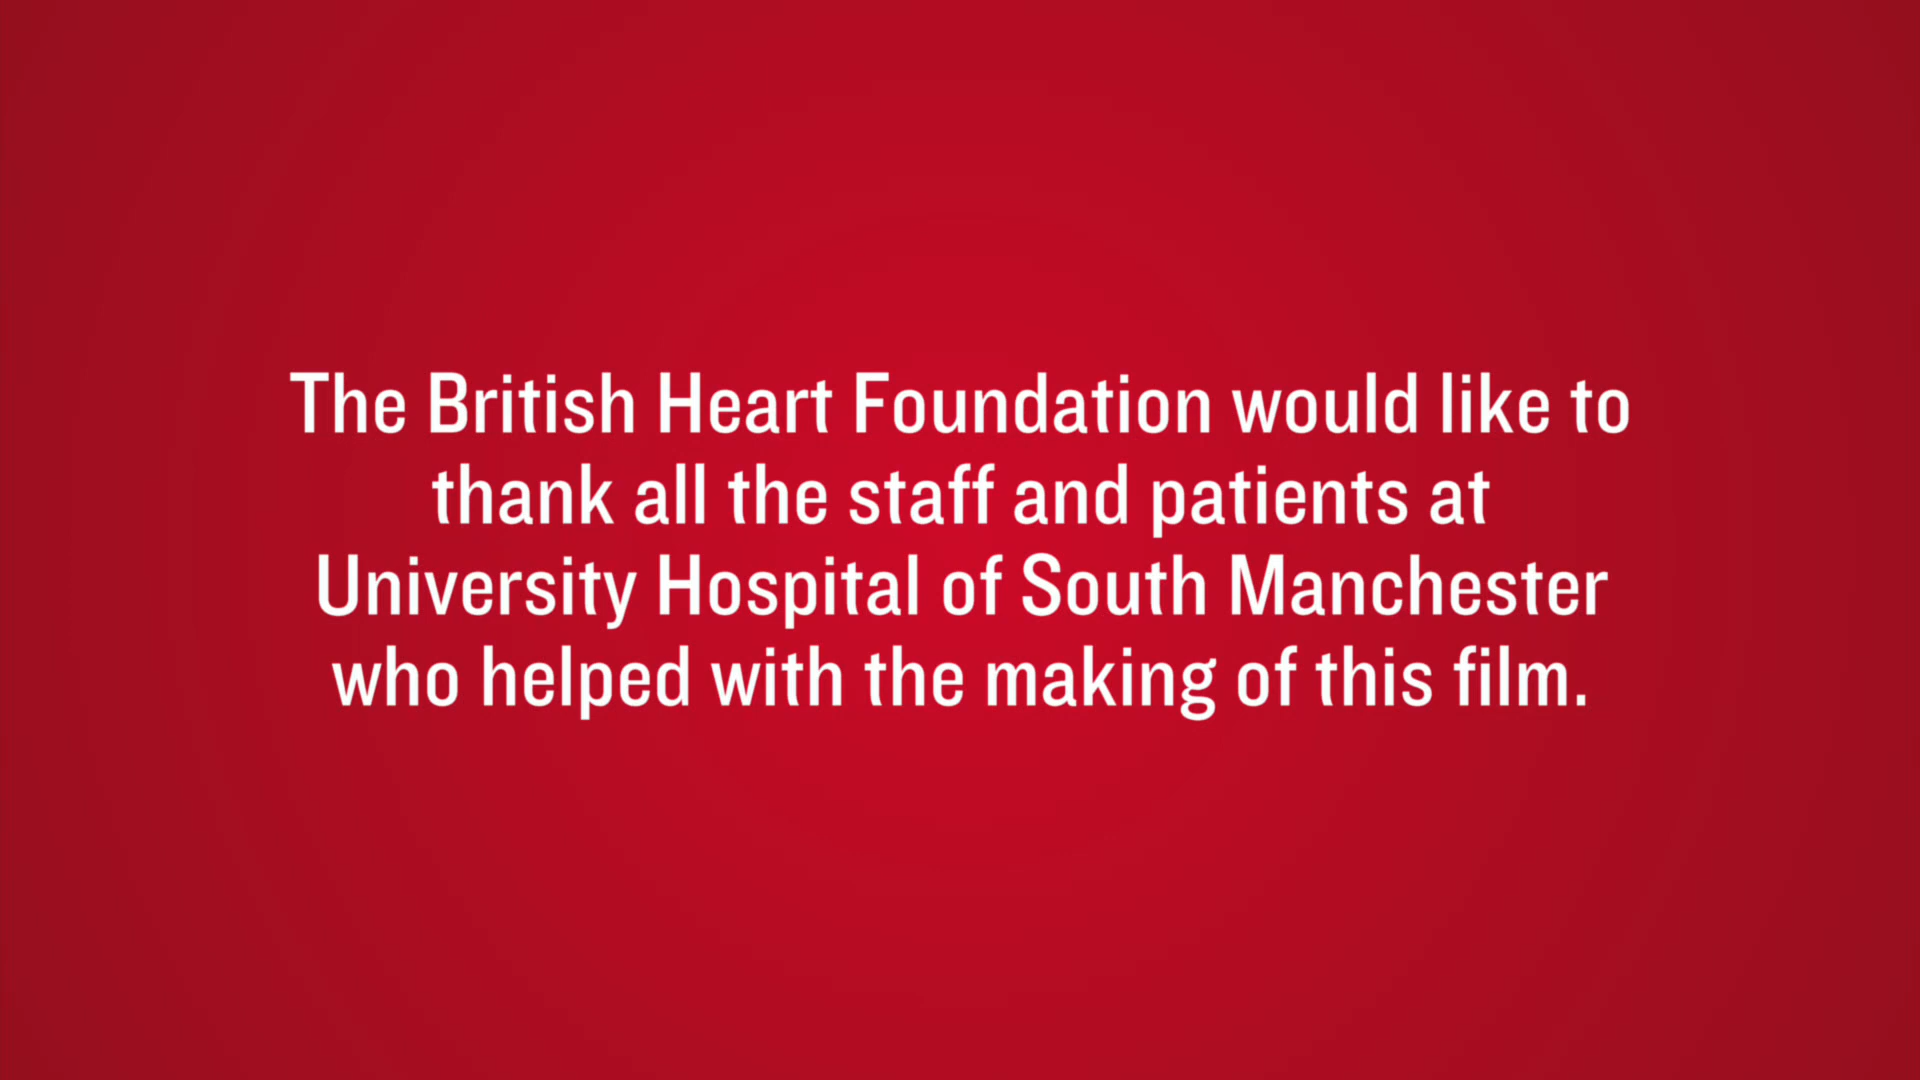 The British Heart Foundation would like to
thank all the staff and patients at
University Hospital of South Manchester
who helped with the making of this film.